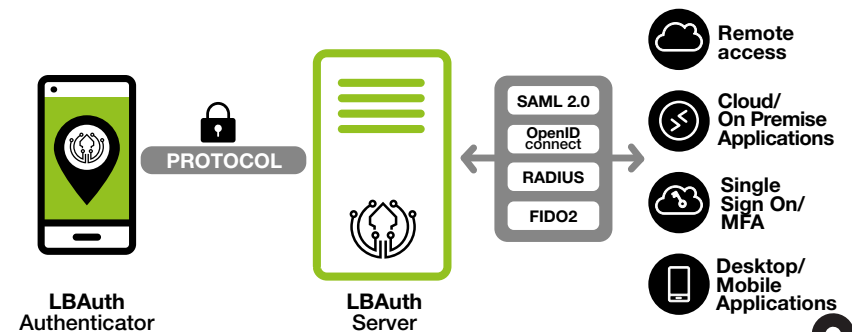 PROTOCOL
LBAuth
Authenticator
LBAuth
Server
SAML 2.0
OpenID
connect
RADIUS
FIDO2
Remote
access
Cloud/
On Premise
Applications
Single
Sign On/
MFA
Desktop/
Mobile
Applications